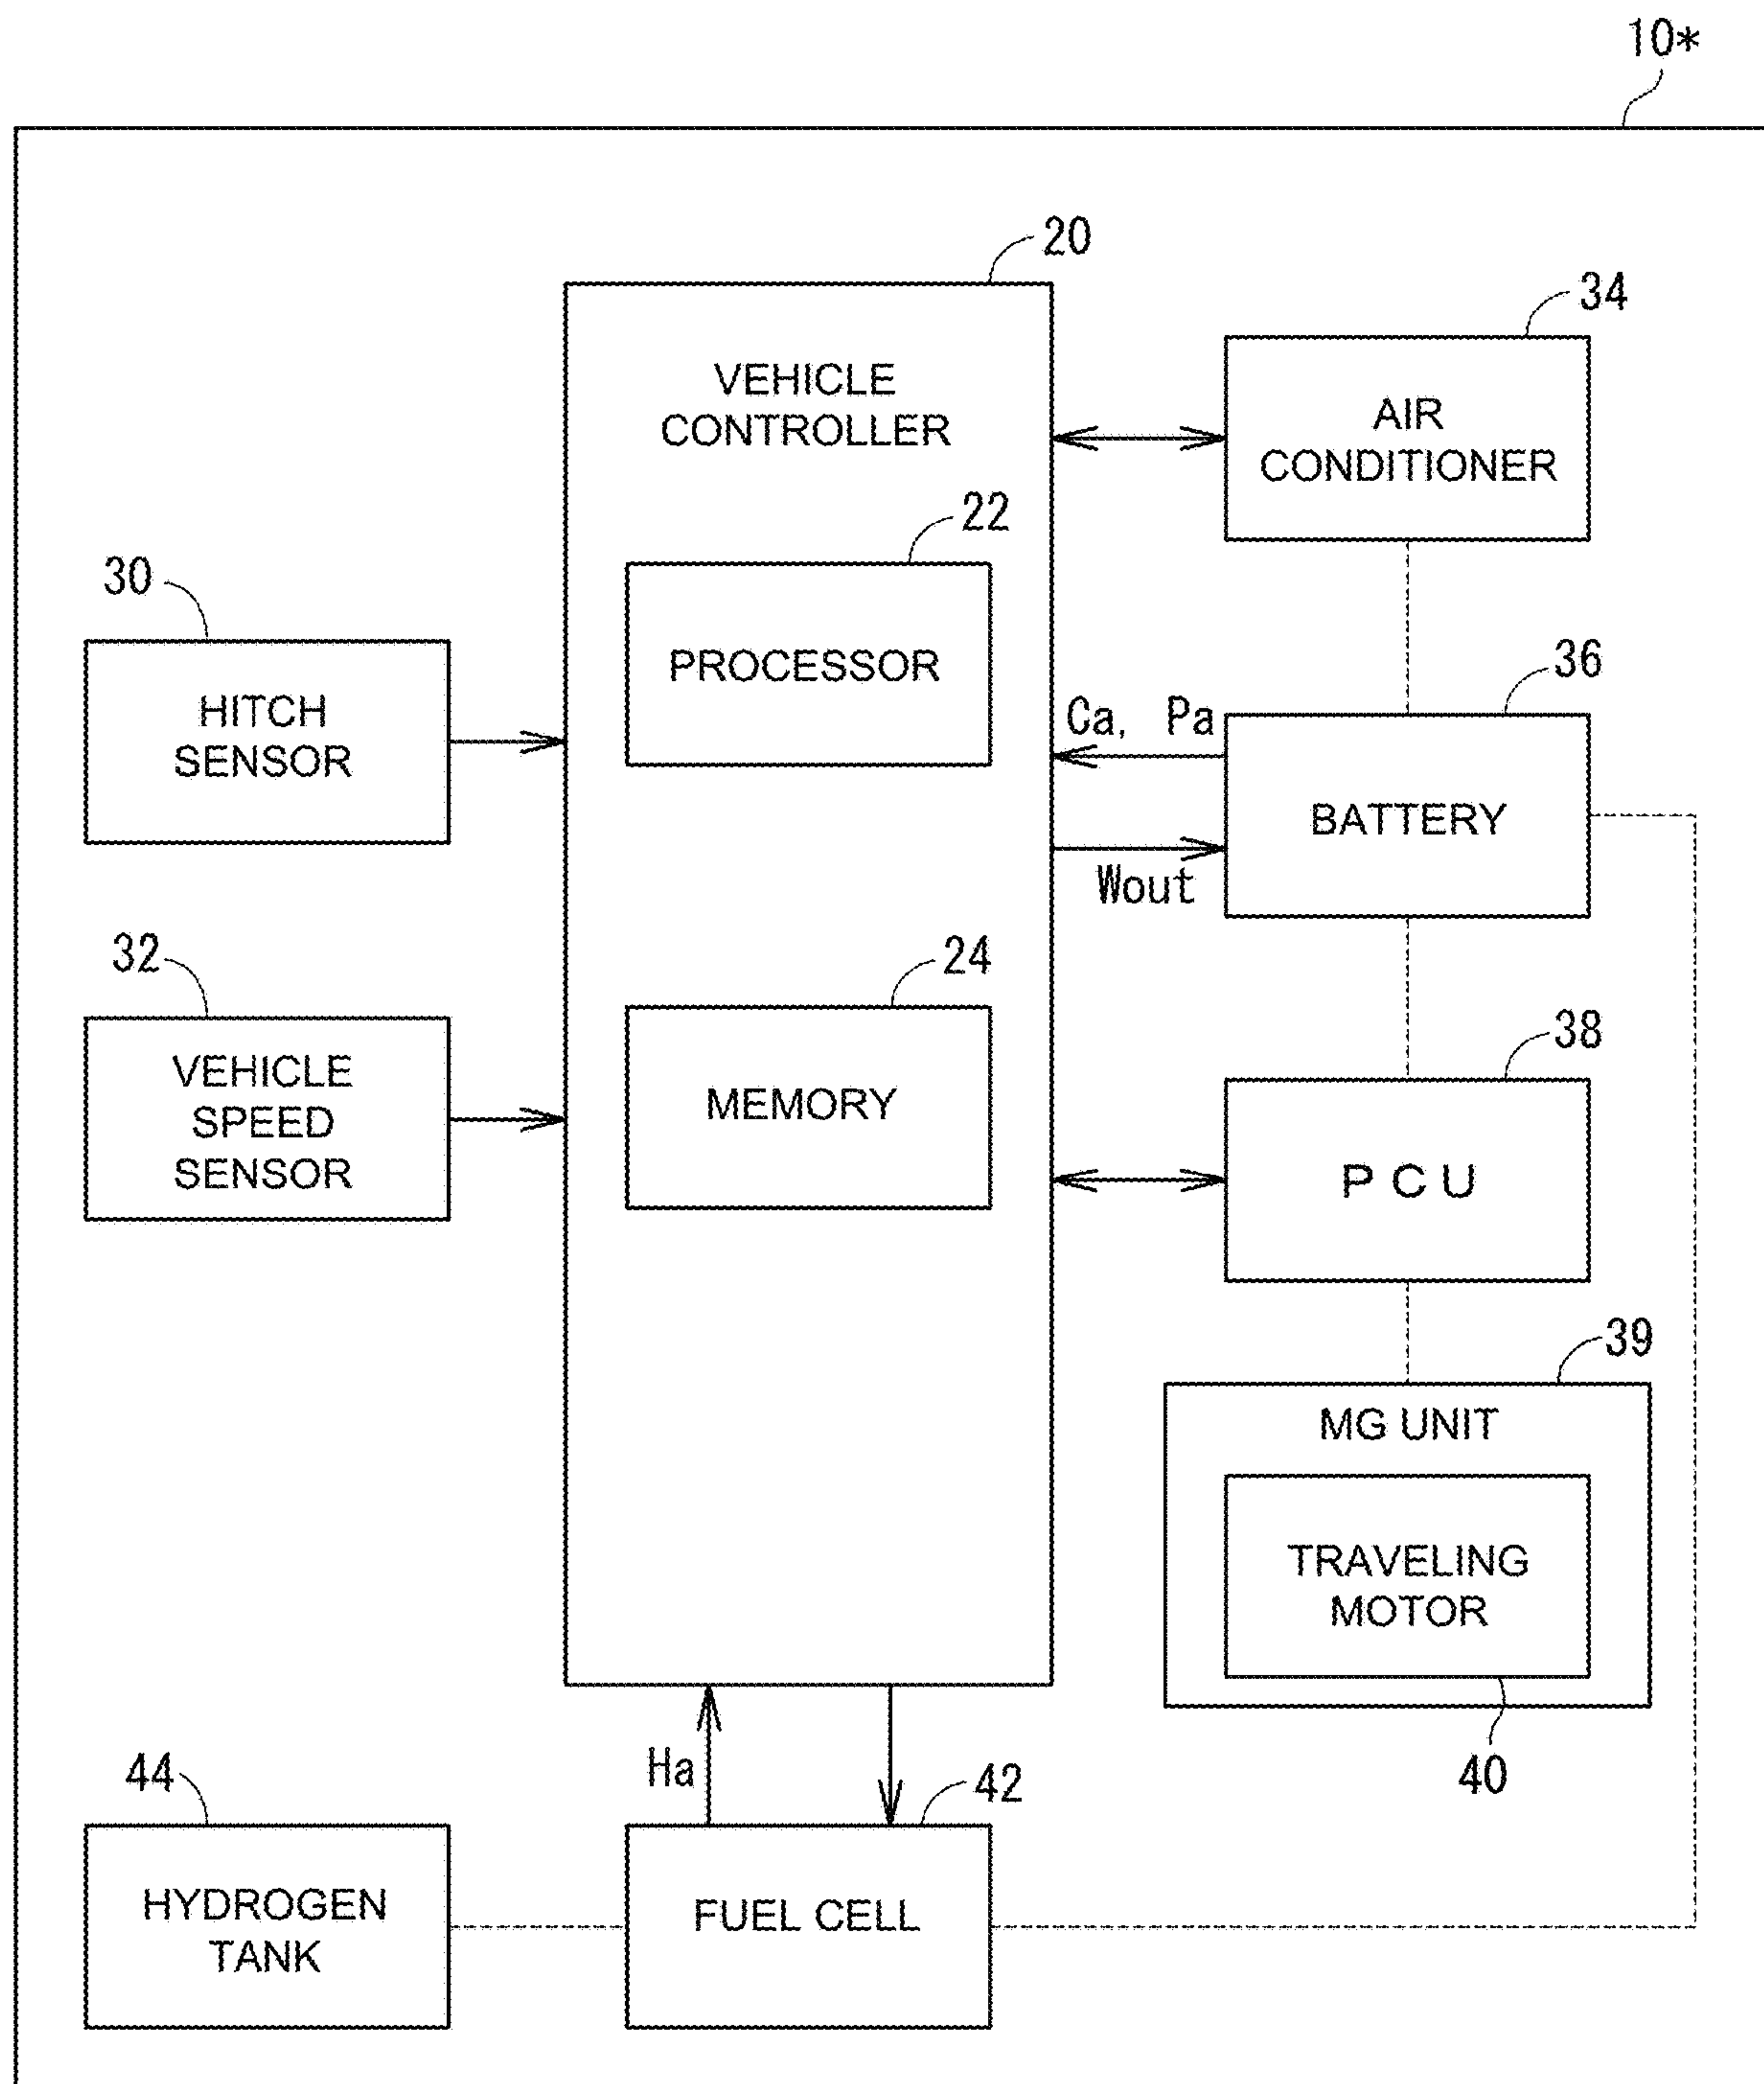 10*
20
34
VEHICLE
CONTROLLER
AIR
CONDITIONER
22
30
PROCESSOR
36
HITCH
SENSOR
Ca, Pa
BATTERY
Wout
32
24
38
VEHICLE
SPEED
SENSOR
MEMORY
P C U
39
MG UNIT
TRAVELING
MOTOR
44
Ha
42
40
HYDROGEN
TANK
FUEL CELL